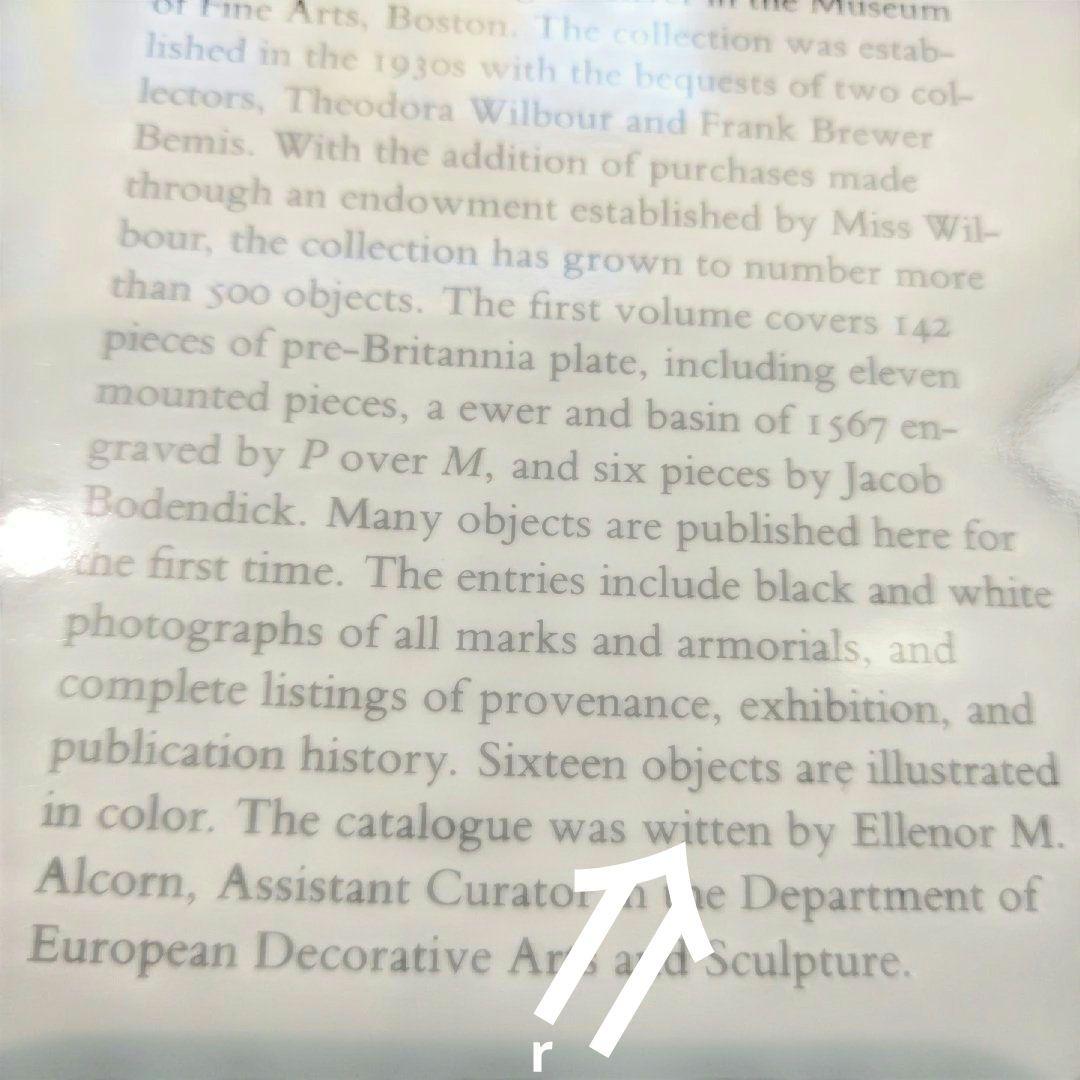 of Fine Arts, Boston. The collection was estab-
lished in the 1930s with the bequests of two col-
lectors, Theodora Wilbour and Frank Brewer
Bemis. With the addition of purchases made
through an endowment established by Miss Wil-
bour, the collection has grown to number more
than 500 objects. The first volume covers 142
pieces of pre-Britannia plate, including eleven
mounted pieces, a ewer and basin of 1567 en-
graved by P over M, and six pieces by Jacob
Bodendick. Many objects are published here for
the first time. The entries include black and white
photographs of all marks and armorials, and
complete listings of provenance, exhibition, and
publication history. Sixteen objects are illustrated
in color. The catalogue was witten by Ellenor M.
Alcorn, Assistant Curator in the Department of
European Decorative Arts and Sculpture.
r